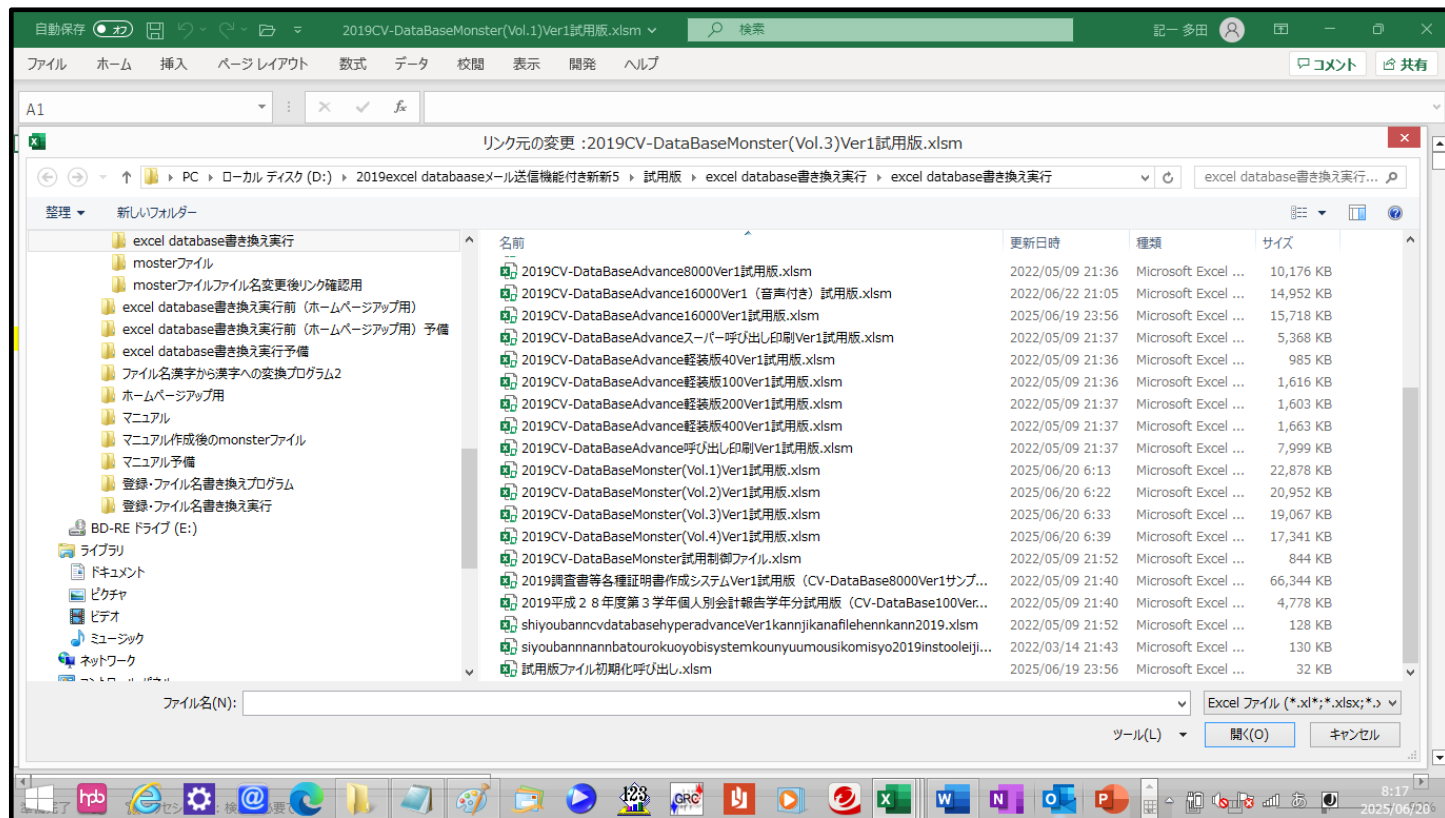 自動保存 オフ 2019CV-DataBaseMonster(Vol.1)Ver1試用版.xlsm 検索 記一 多田
ファイル ホーム 挿入 ページ レイアウト 数式 データ 校閲 表示 開発 ヘルプ コメント 共有
A1 fx
リンク元の変更 :2019CV-DataBaseMonster(Vol.3)Ver1試用版.xlsm
PC ローカル ディスク (D:) 2019excel databaaseメール送信機能付き新新5 試用版 excel database書き換え実行 excel database書き換え実行 excel database書き換え実行...
整理 新しいフォルダー
excel database書き換え実行
mosterファイル
mosterファイルファイル名変更後リンク確認用
excel database書き換え実行前（ホームページアップ用）
excel database書き換え実行前（ホームページアップ用）予備
excel database書き換え実行予備
ファイル名漢字から漢字への変換プログラム2
ホームページアップ用
マニュアル
マニュアル作成後のmonsterファイル
マニュアル予備
登録・ファイル名書き換えプログラム
登録・ファイル名書き換え実行
BD-RE ドライブ (E:)
ライブラリ
ドキュメント
ピクチャ
ビデオ
ミュージック
ネットワーク
名前 更新日時 種類 サイズ
2019CV-DataBaseAdvance8000Ver1試用版.xlsm 2022/05/09 21:36 Microsoft Excel ... 10,176 KB
2019CV-DataBaseAdvance16000Ver1（音声付き）試用版.xlsm 2022/06/22 21:05 Microsoft Excel ... 14,952 KB
2019CV-DataBaseAdvance16000Ver1試用版.xlsm 2025/06/19 23:56 Microsoft Excel ... 15,718 KB
2019CV-DataBaseAdvanceスーパー呼び出し印刷Ver1試用版.xlsm 2022/05/09 21:37 Microsoft Excel ... 5,368 KB
2019CV-DataBaseAdvance軽装版40Ver1試用版.xlsm 2022/05/09 21:36 Microsoft Excel ... 985 KB
2019CV-DataBaseAdvance軽装版100Ver1試用版.xlsm 2022/05/09 21:36 Microsoft Excel ... 1,616 KB
2019CV-DataBaseAdvance軽装版200Ver1試用版.xlsm 2022/05/09 21:37 Microsoft Excel ... 1,603 KB
2019CV-DataBaseAdvance軽装版400Ver1試用版.xlsm 2022/05/09 21:37 Microsoft Excel ... 1,663 KB
2019CV-DataBaseAdvance呼び出し印刷Ver1試用版.xlsm 2022/05/09 21:37 Microsoft Excel ... 7,999 KB
2019CV-DataBaseMonster(Vol.1)Ver1試用版.xlsm 2025/06/20 6:13 Microsoft Excel ... 22,878 KB
2019CV-DataBaseMonster(Vol.2)Ver1試用版.xlsm 2025/06/20 6:22 Microsoft Excel ... 20,952 KB
2019CV-DataBaseMonster(Vol.3)Ver1試用版.xlsm 2025/06/20 6:33 Microsoft Excel ... 19,067 KB
2019CV-DataBaseMonster(Vol.4)Ver1試用版.xlsm 2025/06/20 6:39 Microsoft Excel ... 17,341 KB
2019CV-DataBaseMonster試用制御ファイル.xlsm 2022/05/09 21:52 Microsoft Excel ... 844 KB
2019調査書等各種証明書作成システムVer1試用版（CV-DataBase8000Ver1サンプ... 2022/05/09 21:40 Microsoft Excel ... 66,344 KB
2019平成２８年度第３学年個人別会計報告学年分試用版（CV-DataBase100Ver... 2022/05/09 21:40 Microsoft Excel ... 4,778 KB
shiyoubanncvdatabasehyperadvanceVer1kannjikanafilehennkann2019.xlsm 2022/05/09 21:52 Microsoft Excel ... 128 KB
siyoubannnannbatourokuoyobisystemkounyuumousikomisyo2019instooleiji... 2022/03/14 21:43 Microsoft Excel ... 130 KB
試用版ファイル初期化呼び出し.xlsm 2025/06/19 23:56 Microsoft Excel ... 32 KB
ファイル名(N): Excel ファイル (*.xl*;*.xlsx;*.x
ツール(L) 開く(O) キャンセル
hpb 123 GRC あ 8:17
2025/06/20